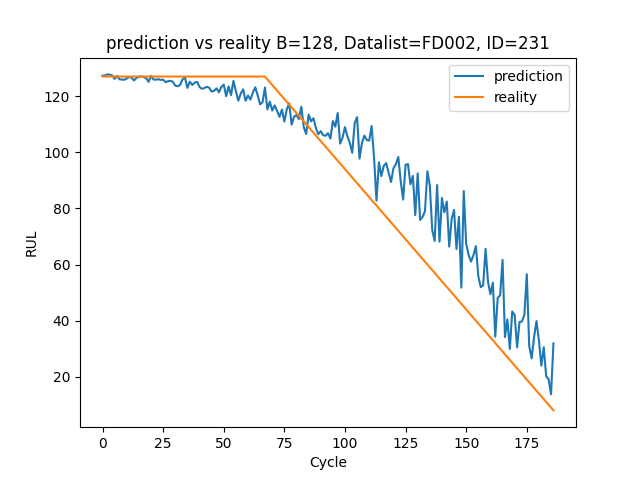 prediction vs reality B=128, Datalist=FD002, ID=231
prediction
reality
120
100
80
60
40
20
RUL
0 25 50 75 100 125 150 175
Cycle